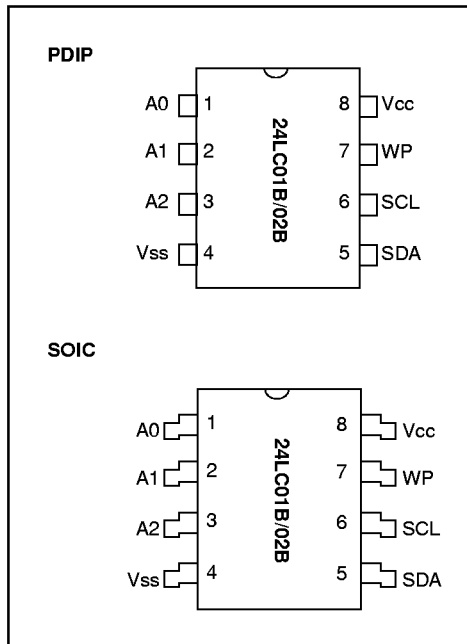 PDIP
A0 1 8 Vcc
A1 2 7 WP
A2 3 6 SCL
Vss 4 5 SDA
24LC01B/02B
SOIC
A0 1 8 Vcc
A1 2 7 WP
A2 3 6 SCL
Vss 4 5 SDA
24LC01B/02B